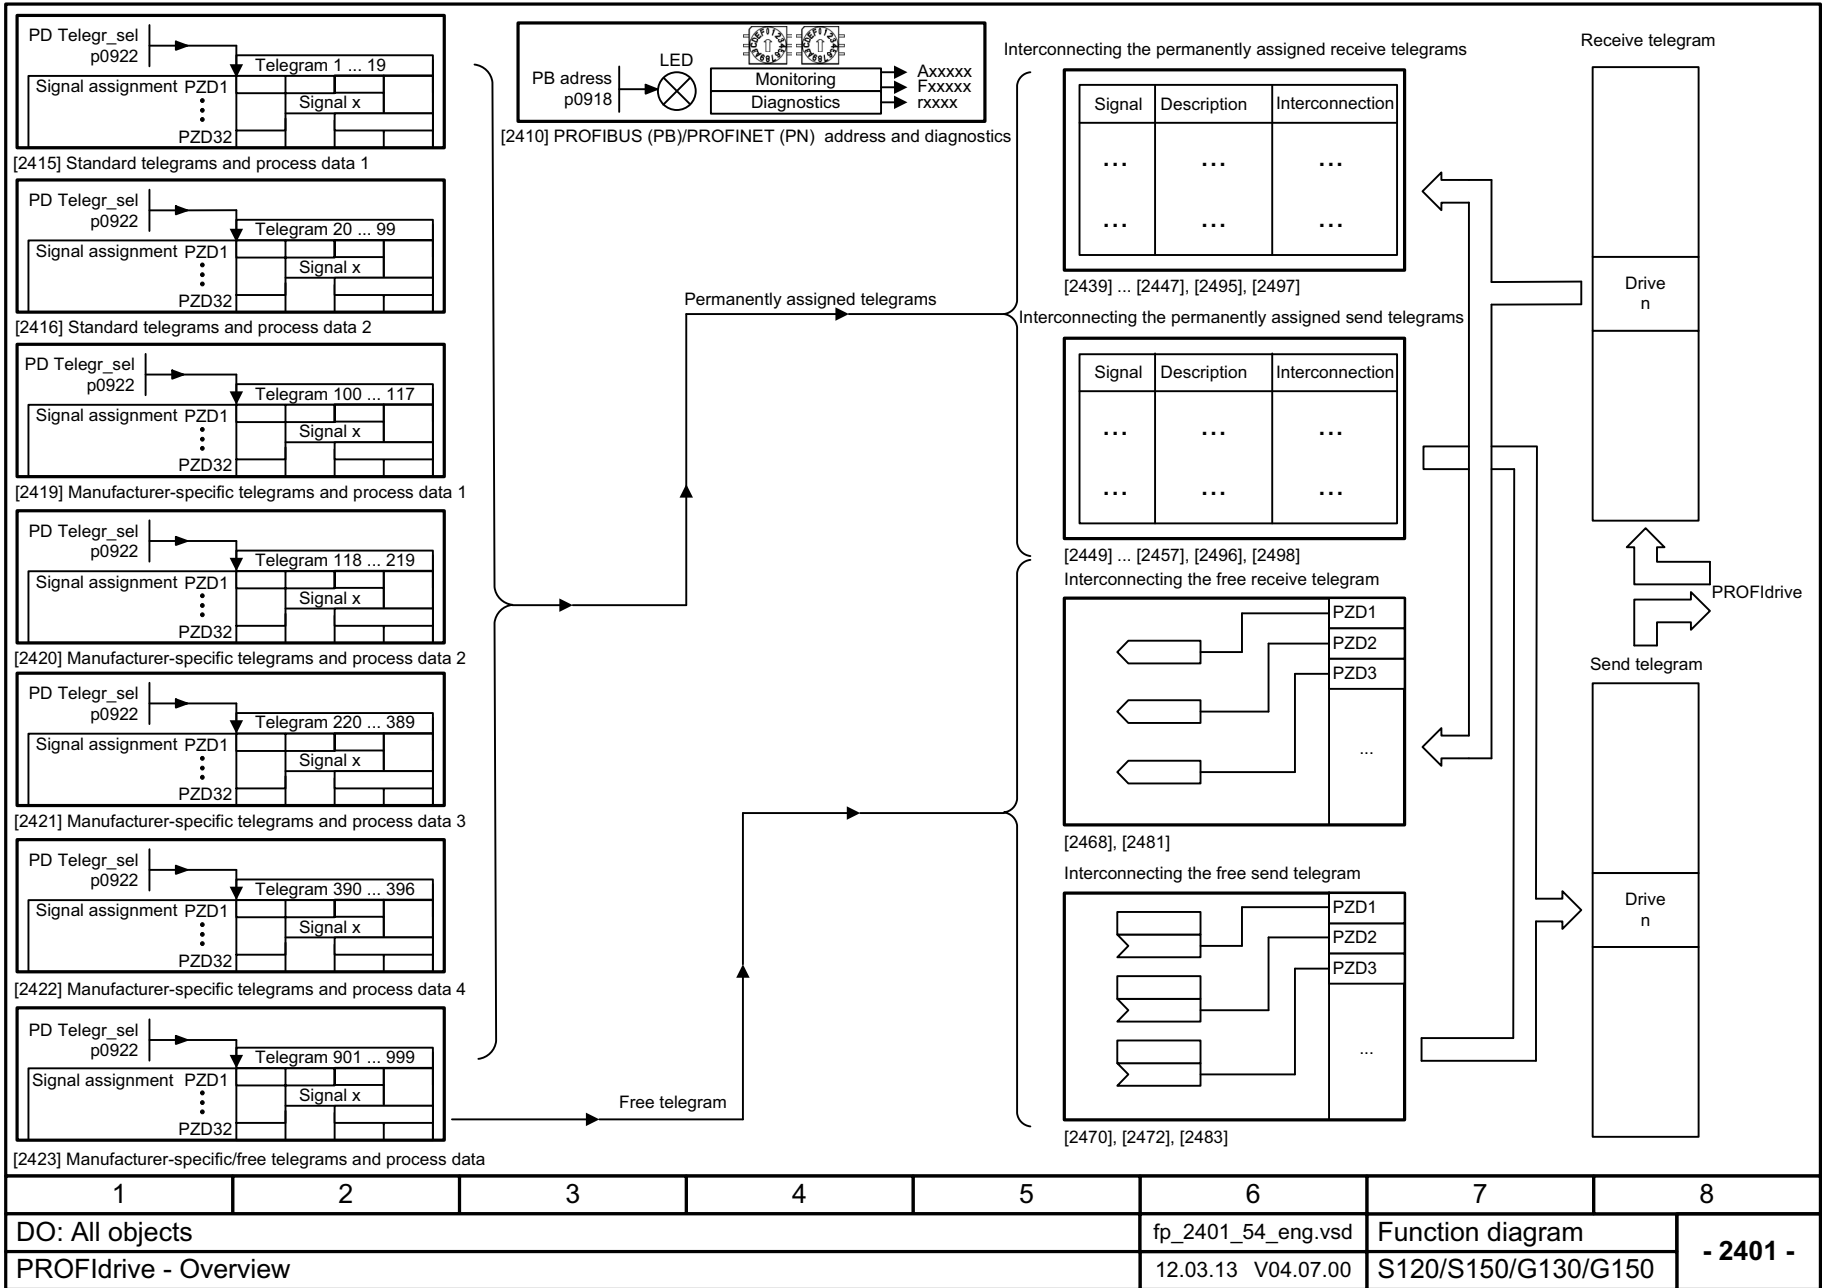 PD Telegr_sel
p0922
Telegram 1 ... 19
Signal assignment PZD1
Signal x
PZD32
[2415] Standard telegrams and process data 1
PD Telegr_sel
p0922
Telegram 20 ... 99
Signal assignment PZD1
Signal x
PZD32
[2416] Standard telegrams and process data 2
PD Telegr_sel
p0922
Telegram 100 ... 117
Signal assignment PZD1
Signal x
PZD32
[2419] Manufacturer-specific telegrams and process data 1
PD Telegr_sel
p0922
Telegram 118 ... 219
Signal assignment PZD1
Signal x
PZD32
[2420] Manufacturer-specific telegrams and process data 2
PD Telegr_sel
p0922
Telegram 220 ... 389
Signal assignment PZD1
Signal x
PZD32
[2421] Manufacturer-specific telegrams and process data 3
PD Telegr_sel
p0922
Telegram 390 ... 396
Signal assignment PZD1
Signal x
PZD32
[2422] Manufacturer-specific telegrams and process data 4
PD Telegr_sel
p0922
Telegram 901 ... 999
Signal assignment PZD1
Signal x
PZD32
[2423] Manufacturer-specific/free telegrams and process data
PB adress
p0918
LED
Monitoring
Diagnostics
Axxxxx
Fxxxxx
rxxxx
[2410] PROFIBUS (PB)/PROFINET (PN) address and diagnostics
Permanently assigned telegrams
Free telegram
Interconnecting the permanently assigned receive telegrams
Signal Description Interconnection
... ... ...
... ... ...
[2439] ... [2447], [2495], [2497]
Interconnecting the permanently assigned send telegrams
Signal Description Interconnection
... ... ...
... ... ...
[2449] ... [2457], [2496], [2498]
Interconnecting the free receive telegram
PZD1
PZD2
PZD3
...
[2468], [2481]
Interconnecting the free send telegram
PZD1
PZD2
PZD3
...
[2470], [2472], [2483]
Receive telegram
Drive
n
PROFIdrive
Send telegram
Drive
n
1 2 3 4 5 6 7 8
DO: All objects
fp_2401_54_eng.vsd
Function diagram
- 2401 -
PROFIdrive - Overview
12.03.13 V04.07.00
S120/S150/G130/G150